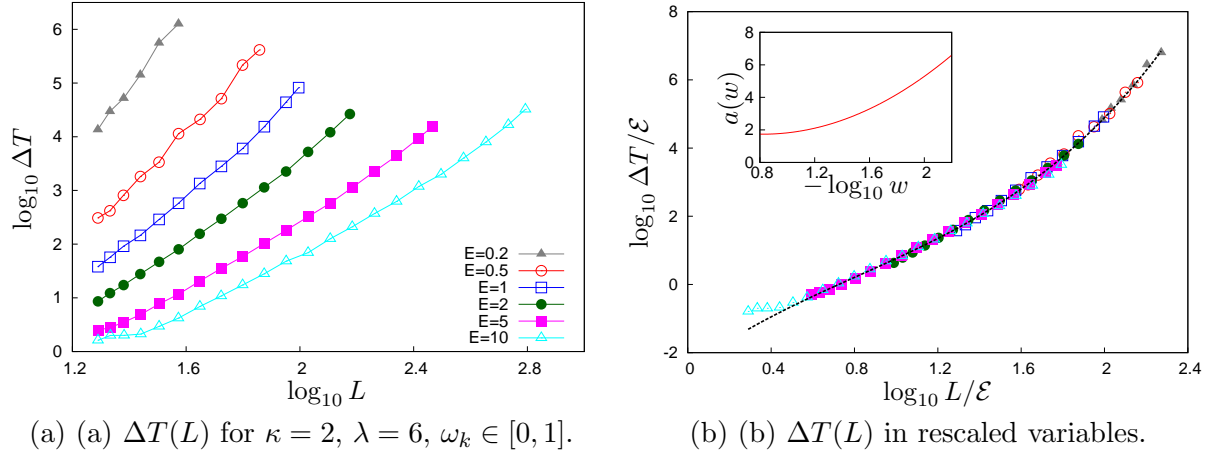 6
5
4
3
2
1
0
log₁₀ ΔT
1.2
1.6
2
2.4
2.8
log₁₀ L
E=0.2
E=0.5
E=1
E=2
E=5
E=10
(a) (a) ΔT(L) for κ = 2, λ = 6, ω_k ∈ [0, 1].
8
6
4
2
0
-2
log₁₀ ΔT/ℰ
0
0.4
0.8
1.2
1.6
2
2.4
log₁₀ L/ℰ
8
6
4
2
0
a(w)
0.8
1.2
1.6
2
− log₁₀ w
(b) (b) ΔT(L) in rescaled variables.